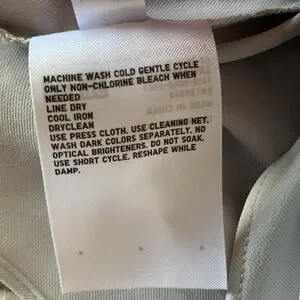 MACHINE WASH COLD GENTLE CYCLE
ONLY NON-CHLORINE BLEACH WHEN
NEEDED
LINE DRY
COOL IRON
DRYCLEAN
USE PRESS CLOTH. USE CLEANING NET.
WASH DARK COLORS SEPARATELY. NO
OPTICAL BRIGHTENERS. DO NOT SOAK.
USE SHORT CYCLE. RESHAPE WHILE
DAMP.